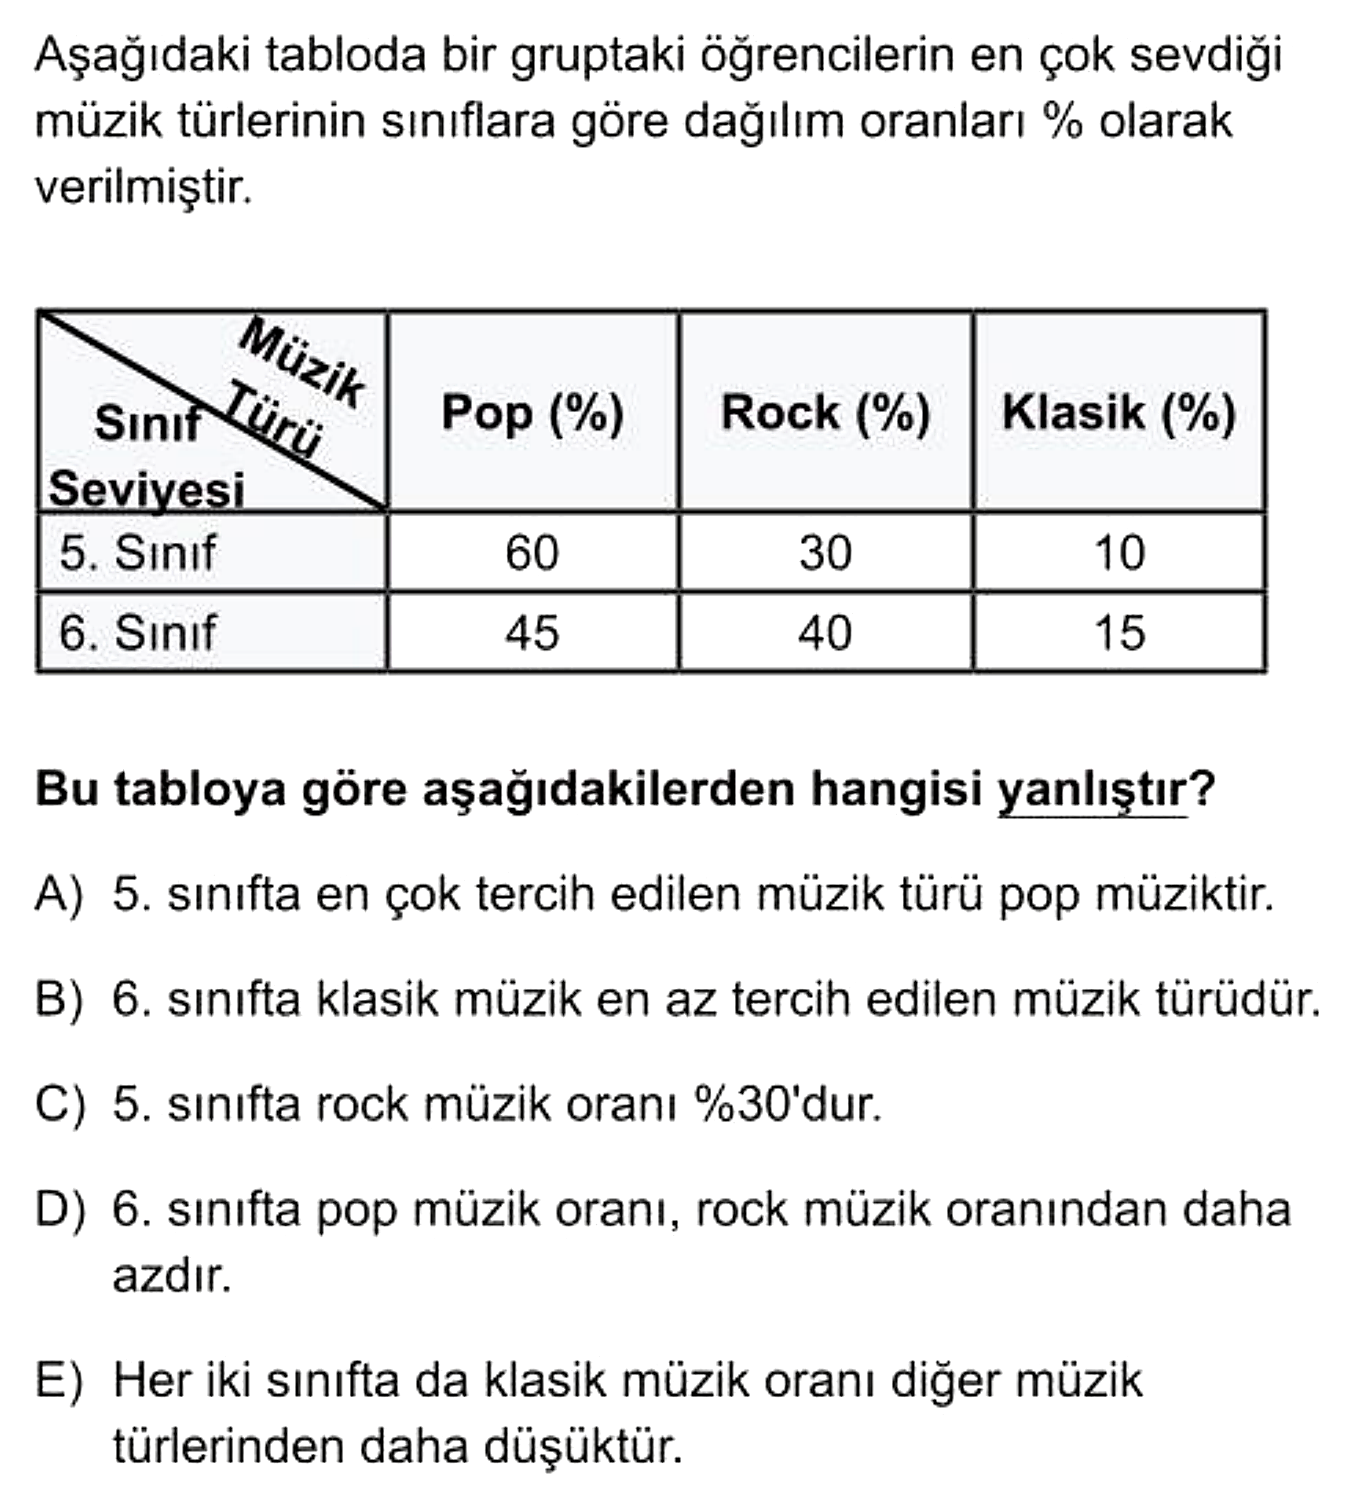 Aşağıdaki tabloda bir gruptaki öğrencilerin en çok sevdiği
müzik türlerinin sınıflara göre dağılım oranları % olarak
verilmiştir.
Müzik
Türü
Sınıf
Seviyesi
Pop (%) Rock (%) Klasik (%)
5. Sınıf 60 30 10
6. Sınıf 45 40 15
Bu tabloya göre aşağıdakilerden hangisi yanlıştır?
A) 5. sınıfta en çok tercih edilen müzik türü pop müziktir.
B) 6. sınıfta klasik müzik en az tercih edilen müzik türüdür.
C) 5. sınıfta rock müzik oranı %30'dur.
D) 6. sınıfta pop müzik oranı, rock müzik oranından daha
azdır.
E) Her iki sınıfta da klasik müzik oranı diğer müzik
türlerinden daha düşüktür.